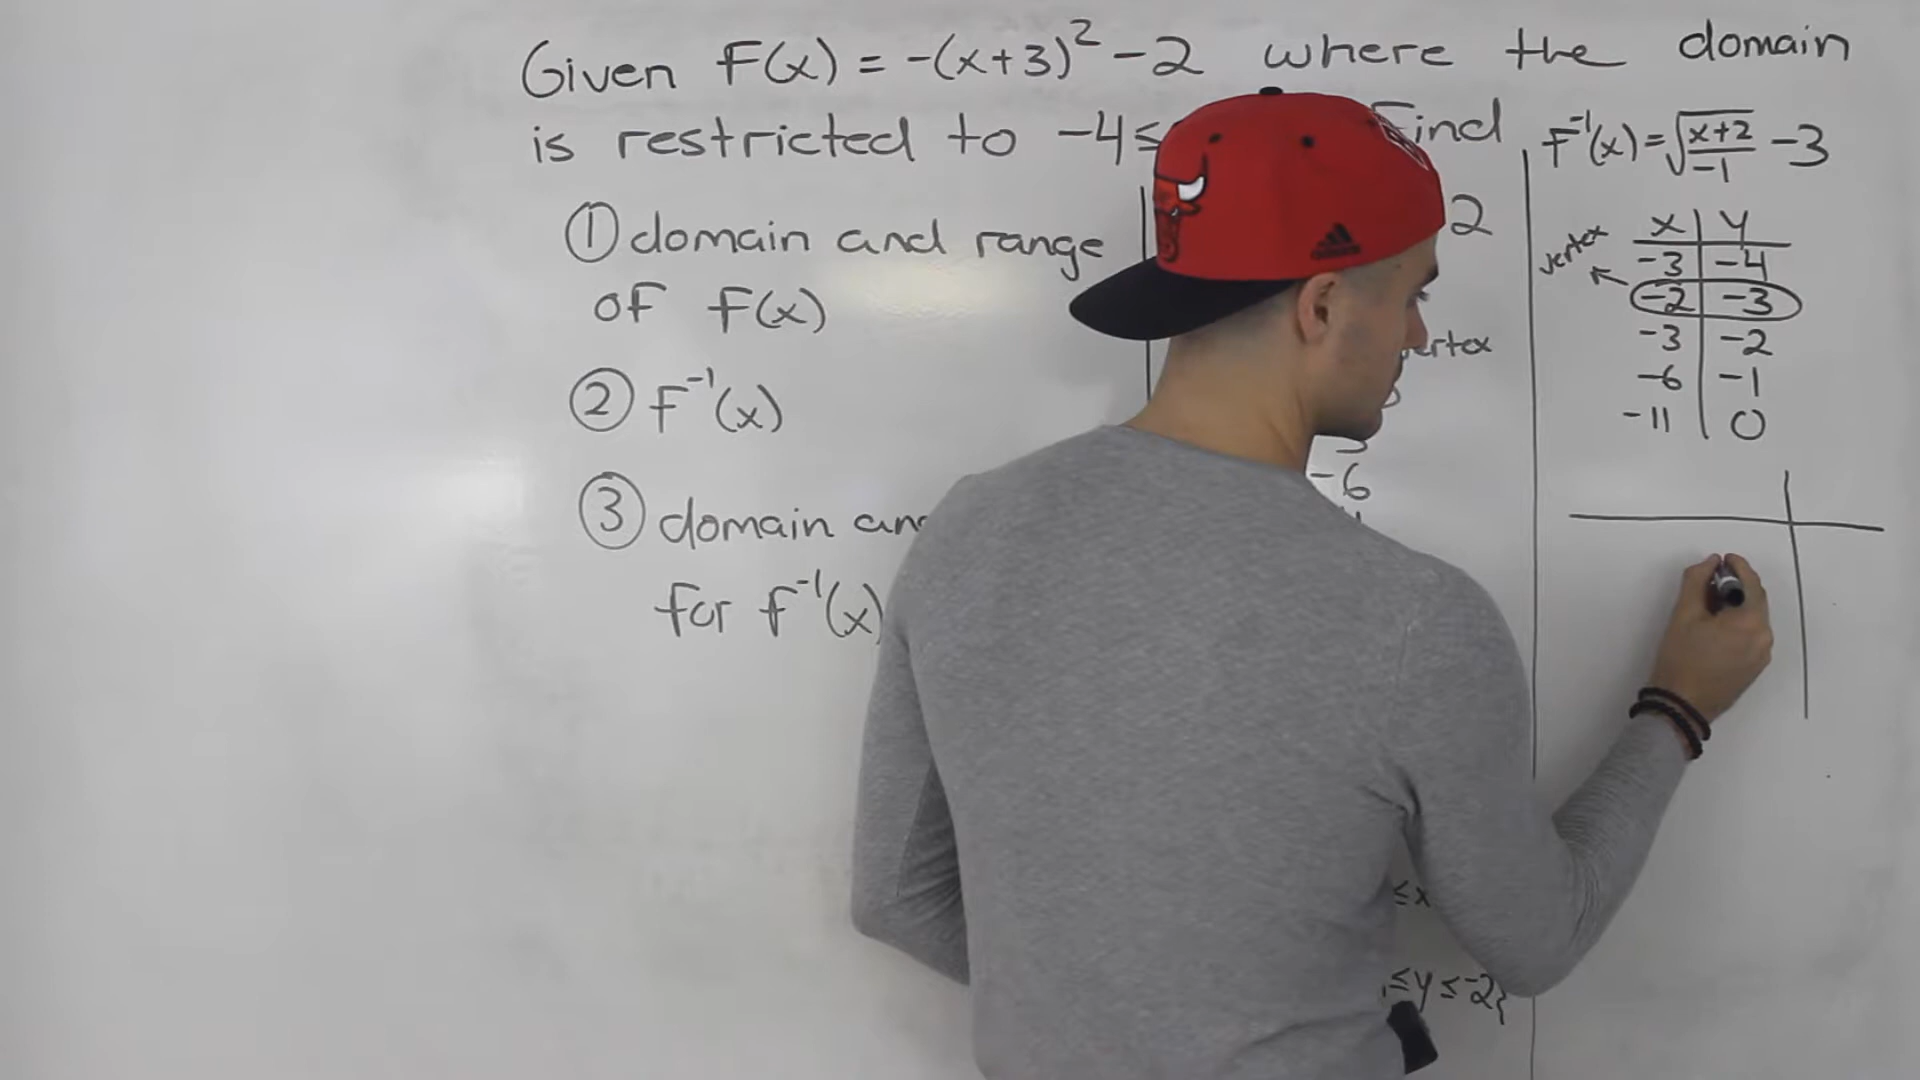 Given F(x) = -(x+3)² - 2 where the domain
is restricted to -4 ≤ Find
① domain and range
of F(x)
② F⁻¹(x)
③ domain
for f⁻¹(x)
2
-6
≤ x
≤ y ≤ -2}
F⁻¹(x) = √((x+2)/(-1)) - 3
x | y
-3 | -4
vertex ← -2 | -3
-3 | -2
-6 | -1
-11 | 0